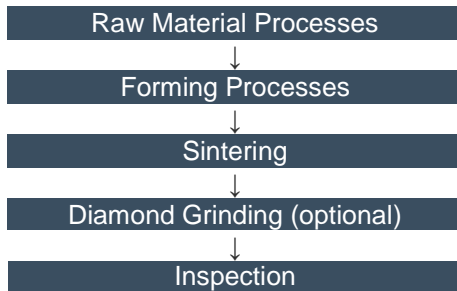 Raw Material Processes
↓
Forming Processes
↓
Sintering
↓
Diamond Grinding (optional)
↓
Inspection